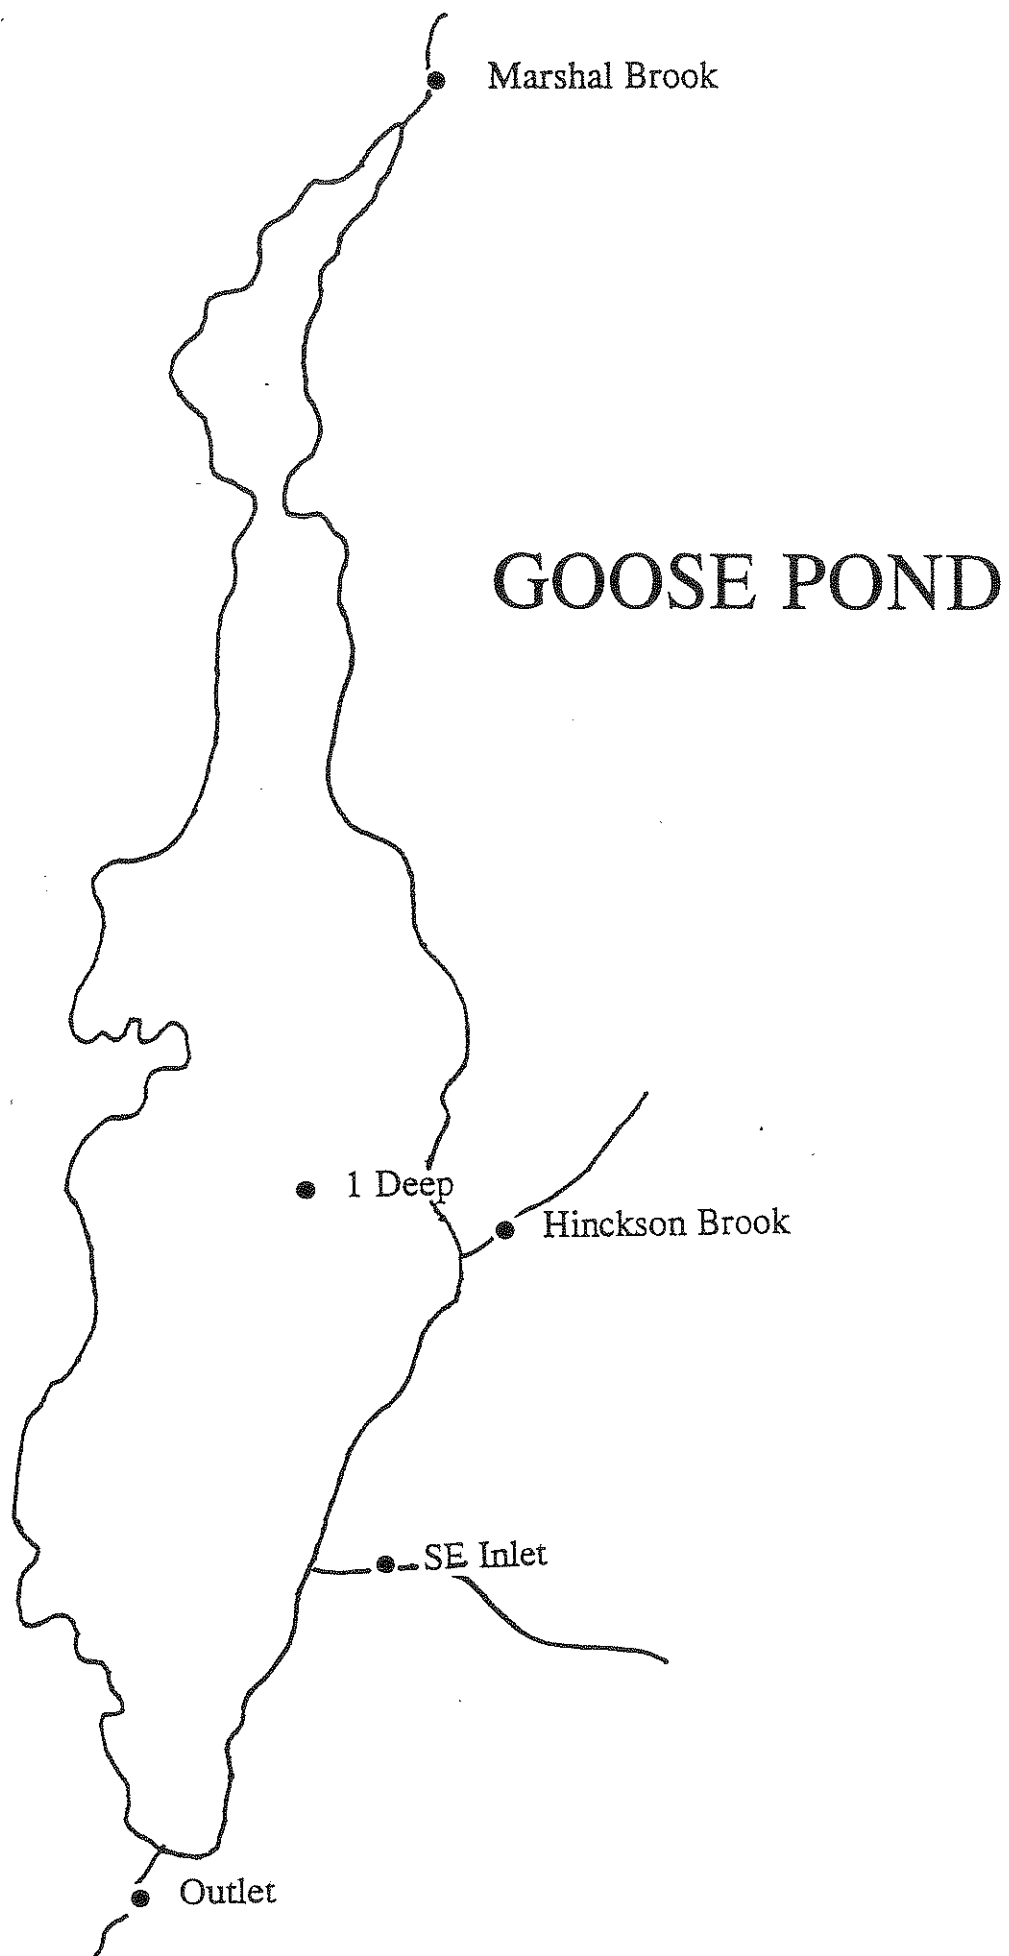 Marshal Brook
GOOSE POND
1 Deep
Hinckson Brook
SE Inlet
Outlet